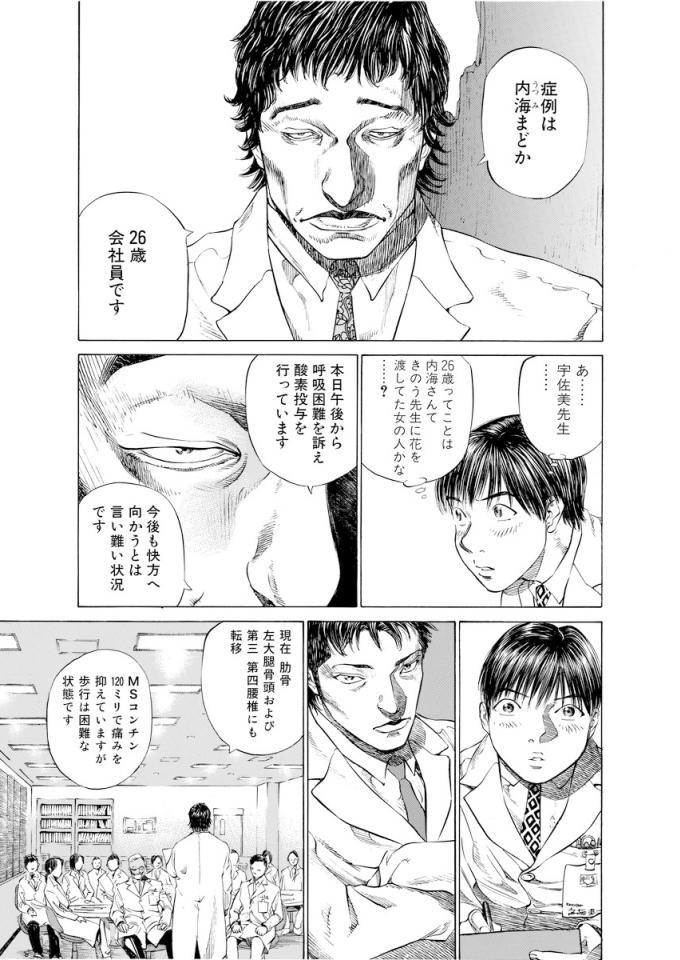 症例は
内海まどか
うつみ
26歳
会社員です
あ……
宇佐美先生
……
26歳ってことは
内海さんて
きのう先生に花を
渡してた女の人かな
……?
本日午後から
呼吸困難を訴え
酸素投与を
行っています
今後も快方へ
向かうとは
言い難い状況
です
現在 肋骨
左大腿骨頭および
第三 第四腰椎にも
転移
MSコンチン
120ミリで痛みを
抑えていますが
歩行は困難な
状態です